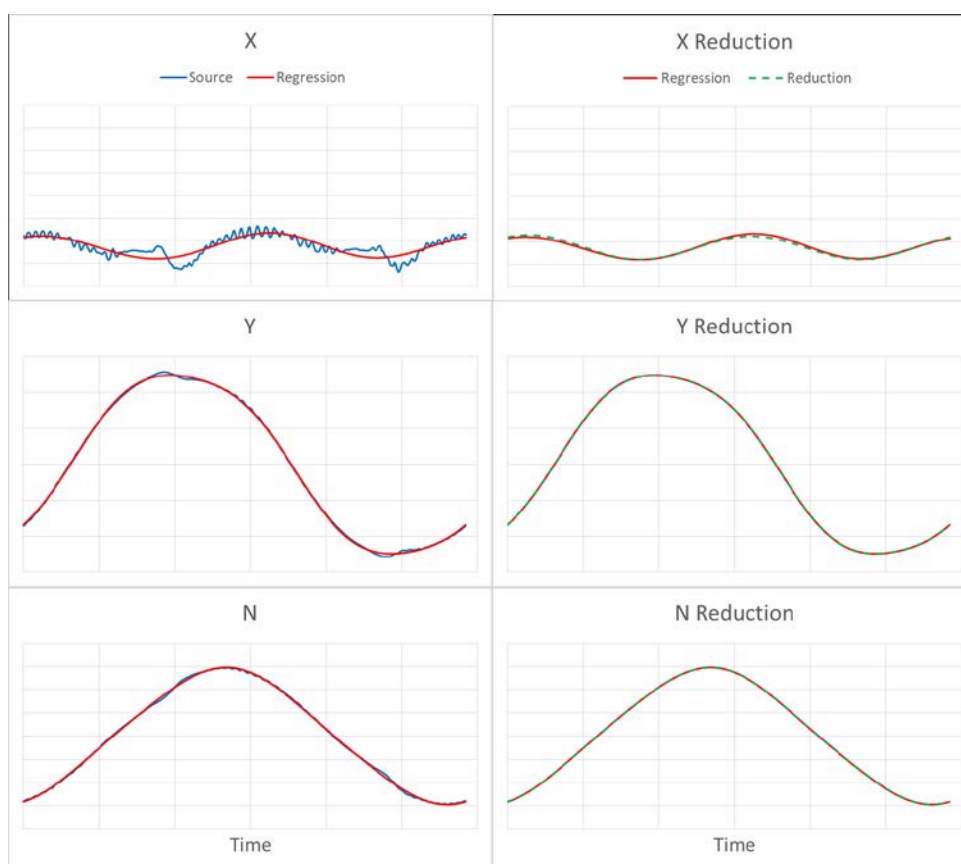 X
Source Regression
X Reduction
Regression Reduction
Y
Y Reduction
N
N Reduction
Time
Time